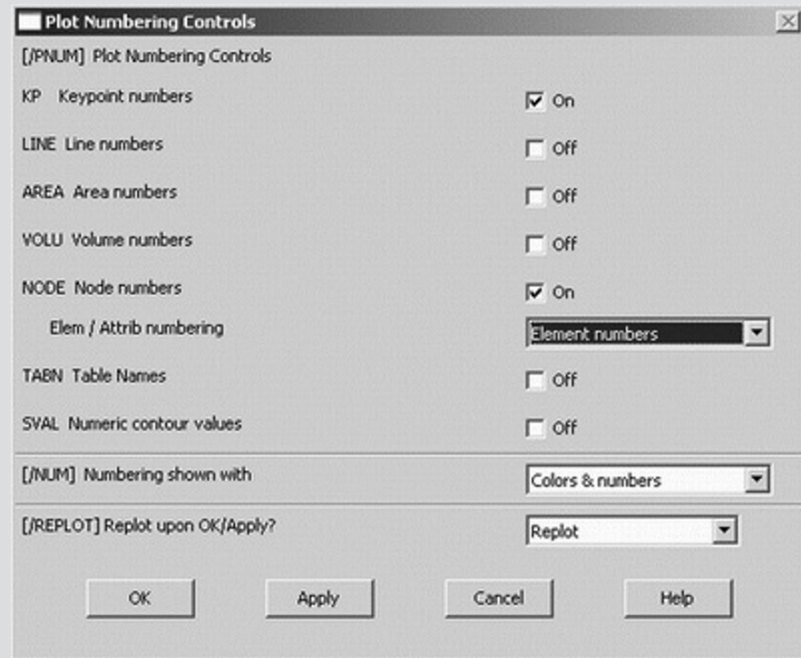 Plot Numbering Controls
[/PNUM] Plot Numbering Controls
KP Keypoint numbers On
LINE Line numbers Off
AREA Area numbers Off
VOLU Volume numbers Off
NODE Node numbers On
Elem / Attrib numbering Element numbers
TABN Table Names Off
SVAL Numeric contour values Off
[/NUM] Numbering shown with Colors & numbers
[/REPLOT] Replot upon OK/Apply? Replot
OK Apply Cancel Help